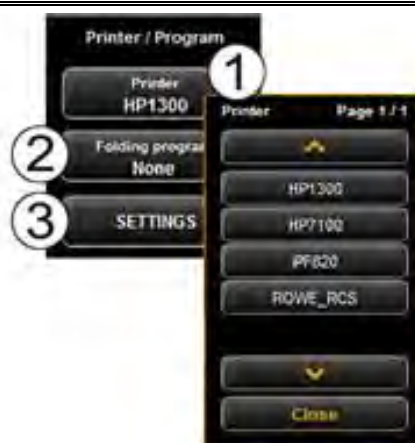 Printer / Program
1
Printer
HP1300
2
Folding program
None
3
SETTINGS
Printer Page 1 / 1
HP1300
HP7100
iPF820
ROWE_RCS
Close